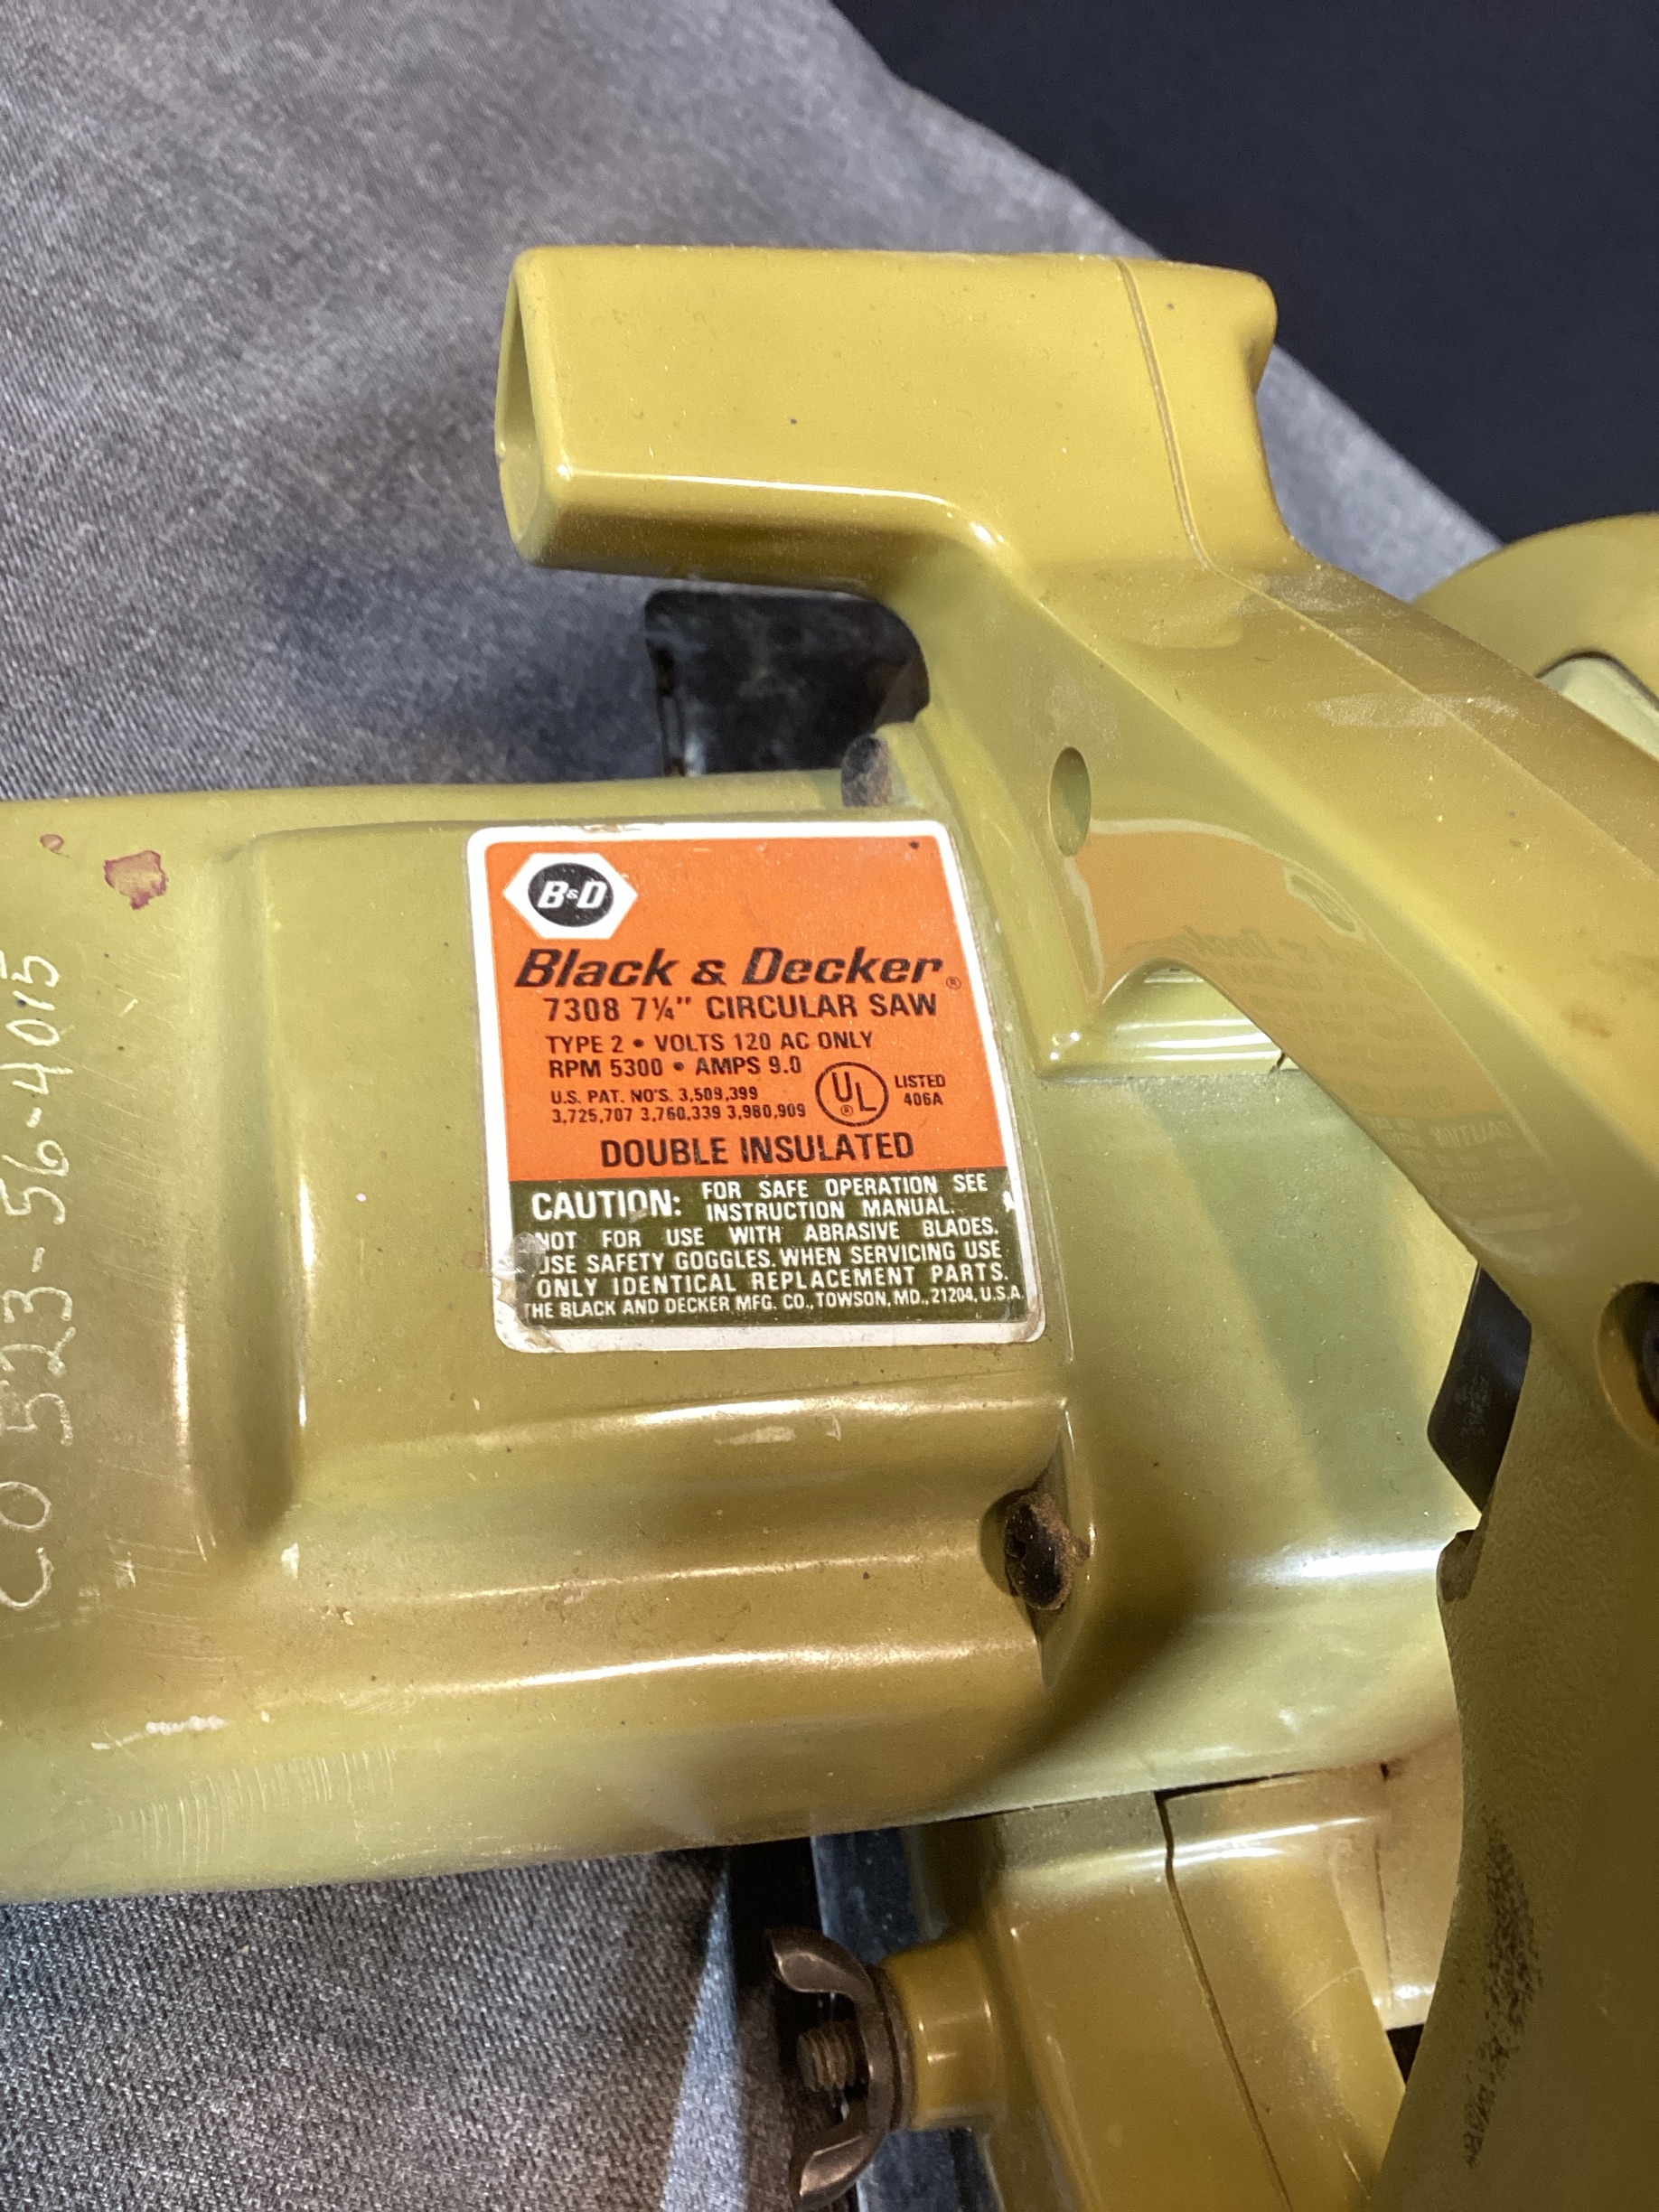 B&D
Black & Decker®
7308 7¼" CIRCULAR SAW
TYPE 2 • VOLTS 120 AC ONLY
RPM 5300 • AMPS 9.0
U.S. PAT. NO'S. 3,509,399
3,725,707 3,760,339 3,980,909
UL ®
LISTED
406A
DOUBLE INSULATED
CAUTION: FOR SAFE OPERATION SEE
INSTRUCTION MANUAL.
NOT FOR USE WITH ABRASIVE BLADES.
USE SAFETY GOGGLES. WHEN SERVICING USE
ONLY IDENTICAL REPLACEMENT PARTS.
THE BLACK AND DECKER MFG. CO., TOWSON, MD., 21204, U.S.A.
CO 523-56-4015